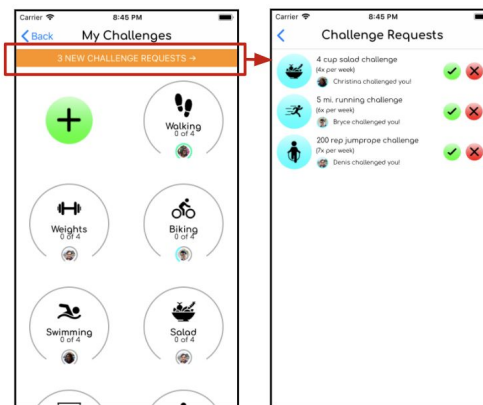 Carrier 8:45 PM
Back My Challenges
3 NEW CHALLENGE REQUESTS →
Walking
0 of 4
Weights
0 of 4
Biking
0 of 4
Swimming
0 of 4
Salad
0 of 4
Carrier 8:45 PM
Challenge Requests
4 cup salad challenge
(4x per week)
Christina challenged you!
5 mi. running challenge
(6x per week)
Bryce challenged you!
200 rep jumprope challenge
(7x per week)
Denis challenged you!